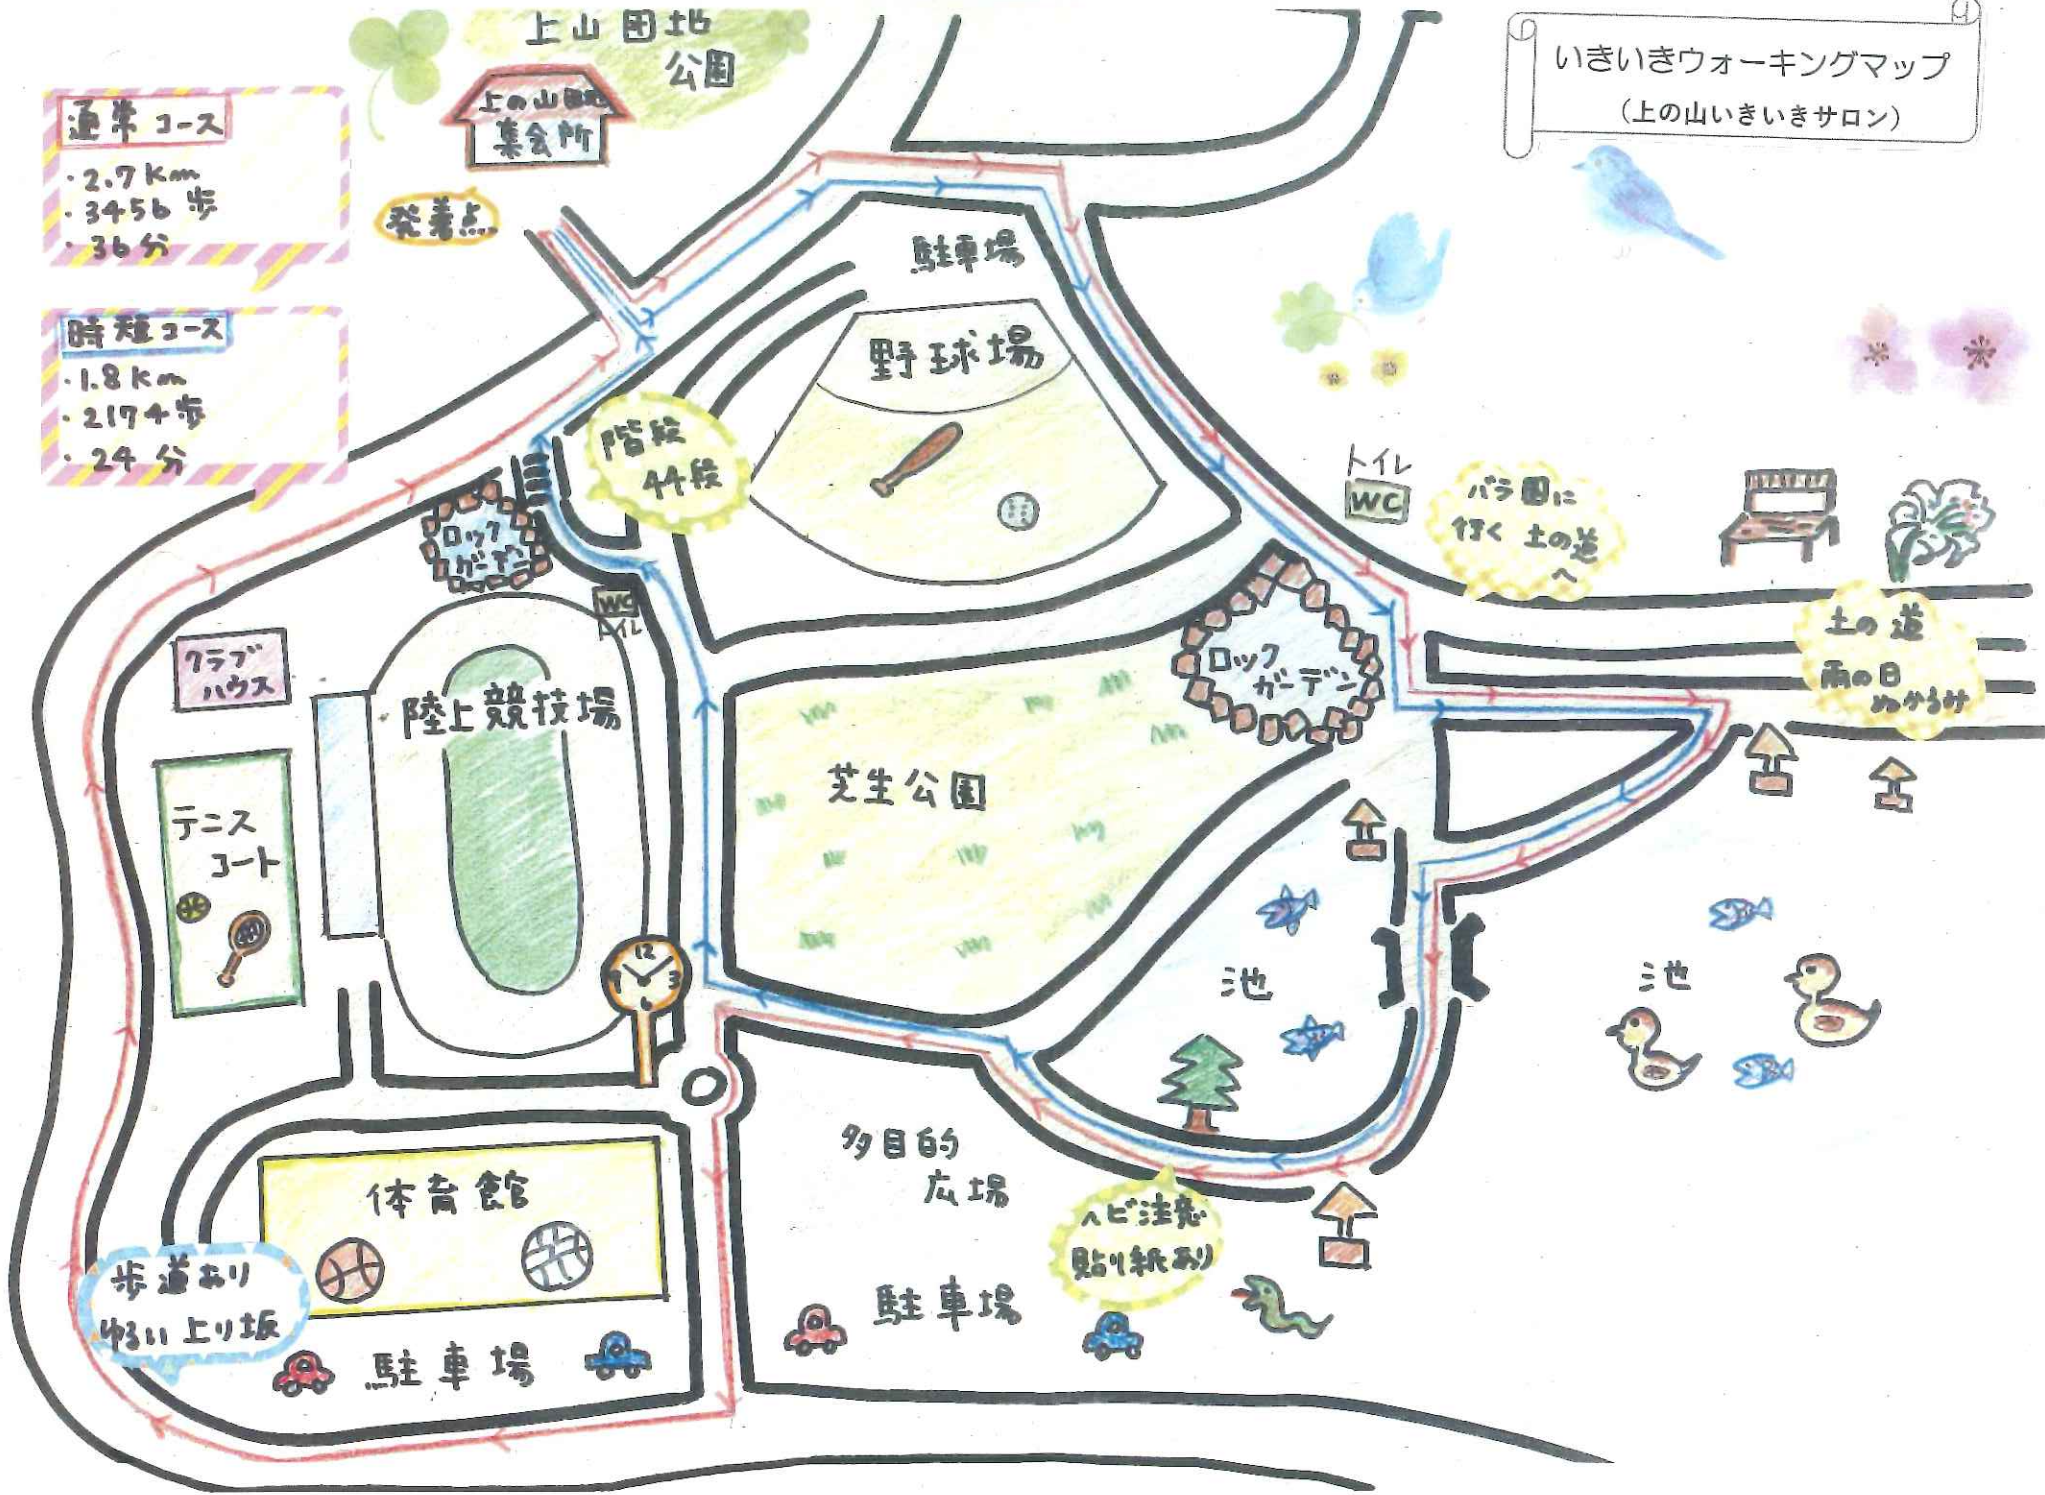 上山団地
公園
いきいきウォーキングマップ
（上の山いきいきサロン）
上の山団地
集会所
通常コース
・2.7Km
・3456歩
・36分
発着点
時短コース
・1.8Km
・2174歩
・24分
駐車場
野球場
階段
44段
トイレ
WC
バラ園に
行く土の道
へ
ロック
ガーデン
WC
トイレ
土の道
雨の日
ぬかるみ
クラブ
ハウス
ロック
ガーデン
陸上競技場
芝生公園
テニス
コート
12
3
6
池
池
多目的
広場
体育館
ヘビ注意
貼り紙あり
歩道あり
ゆるい上り坂
駐車場
駐車場